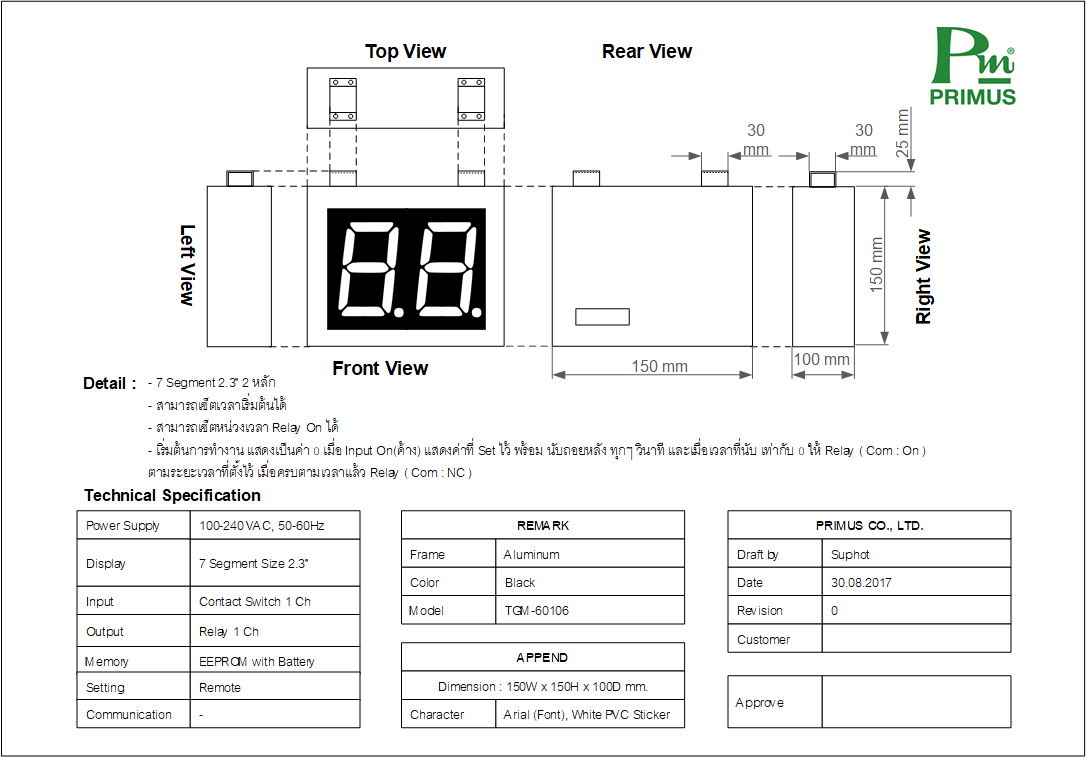 Top View
Rear View
Pm®
PRIMUS
30
mm
30
mm
25 mm
Left View
8.8.
150 mm
Right View
Front View
150 mm
100 mm
Detail :
- 7 Segment 2.3" 2 หลัก
- สามารถเซ็ตเวลาเริ่มต้นได้
- สามารถเซ็ตหน่วงเวลา Relay On ได้
- เริ่มต้นการทำงาน แสดงเป็นค่า 0 เมื่อ Input On(ค้าง) แสดงค่าที่ Set ไว้ พร้อม นับถอยหลัง ทุกๆ วินาที และเมื่อเวลาที่นับ เท่ากับ 0 ให้ Relay ( Com : On )
ตามระยะเวลาที่ตั้งไว้ เมื่อครบตามเวลาแล้ว Relay ( Com : NC )
Technical Specification
Power Supply 100-240 VAC, 50-60Hz
Display 7 Segment Size 2.3"
Input Contact Switch 1 Ch
Output Relay 1 Ch
Memory EEPROM with Battery
Setting Remote
Communication -
REMARK
Frame Aluminum
Color Black
Model TGM-60106
APPEND
Dimension : 150W x 150H x 100D mm.
Character Arial (Font), White PVC Sticker
PRIMUS CO., LTD.
Draft by Suphot
Date 30.08.2017
Revision 0
Customer
Approve